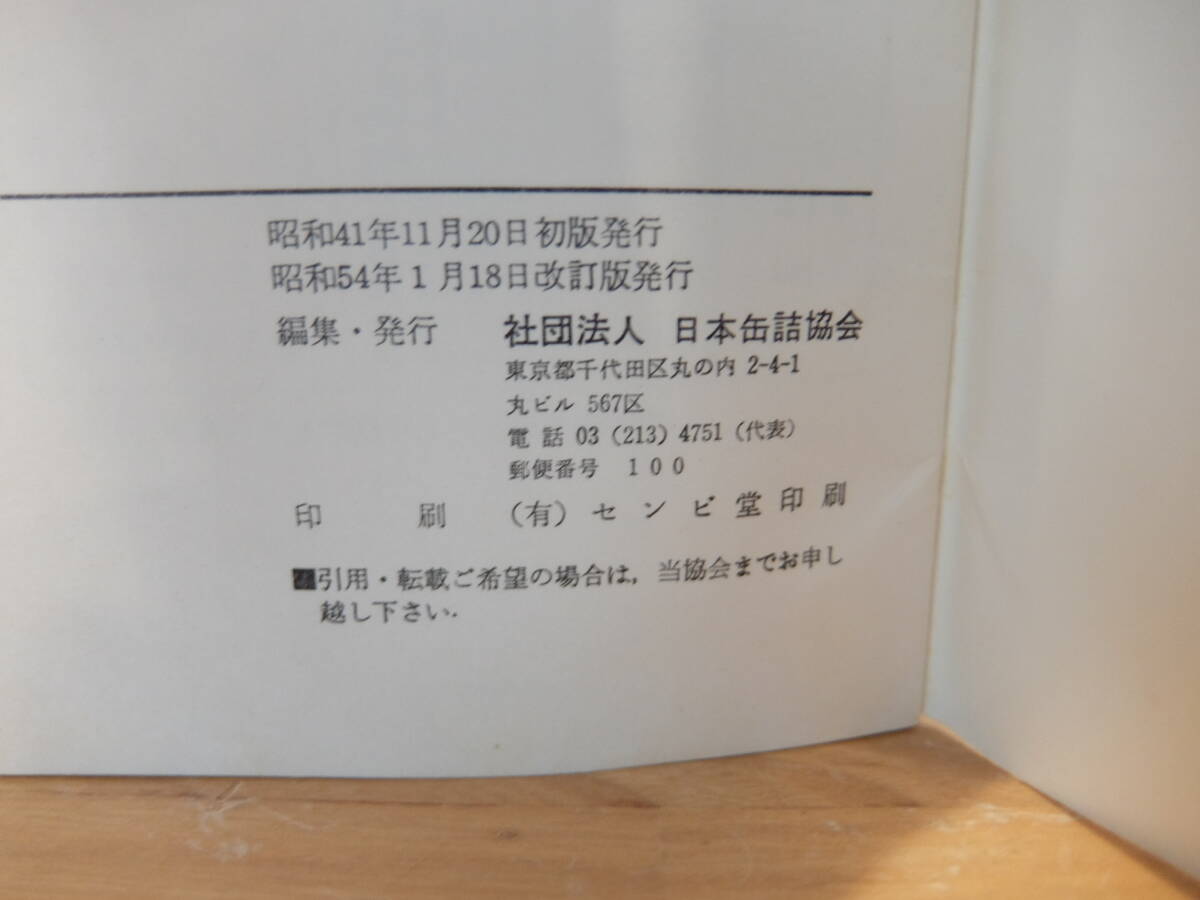 昭和41年11月20日初版発行
昭和54年1月18日改訂版発行
編集・発行 社団法人 日本缶詰協会
東京都千代田区丸の内 2-4-1
丸ビル 567区
電話 03 (213) 4751 (代表)
郵便番号 100
印刷 (有) センビ堂印刷
■引用・転載ご希望の場合は，当協会までお申し
越し下さい．